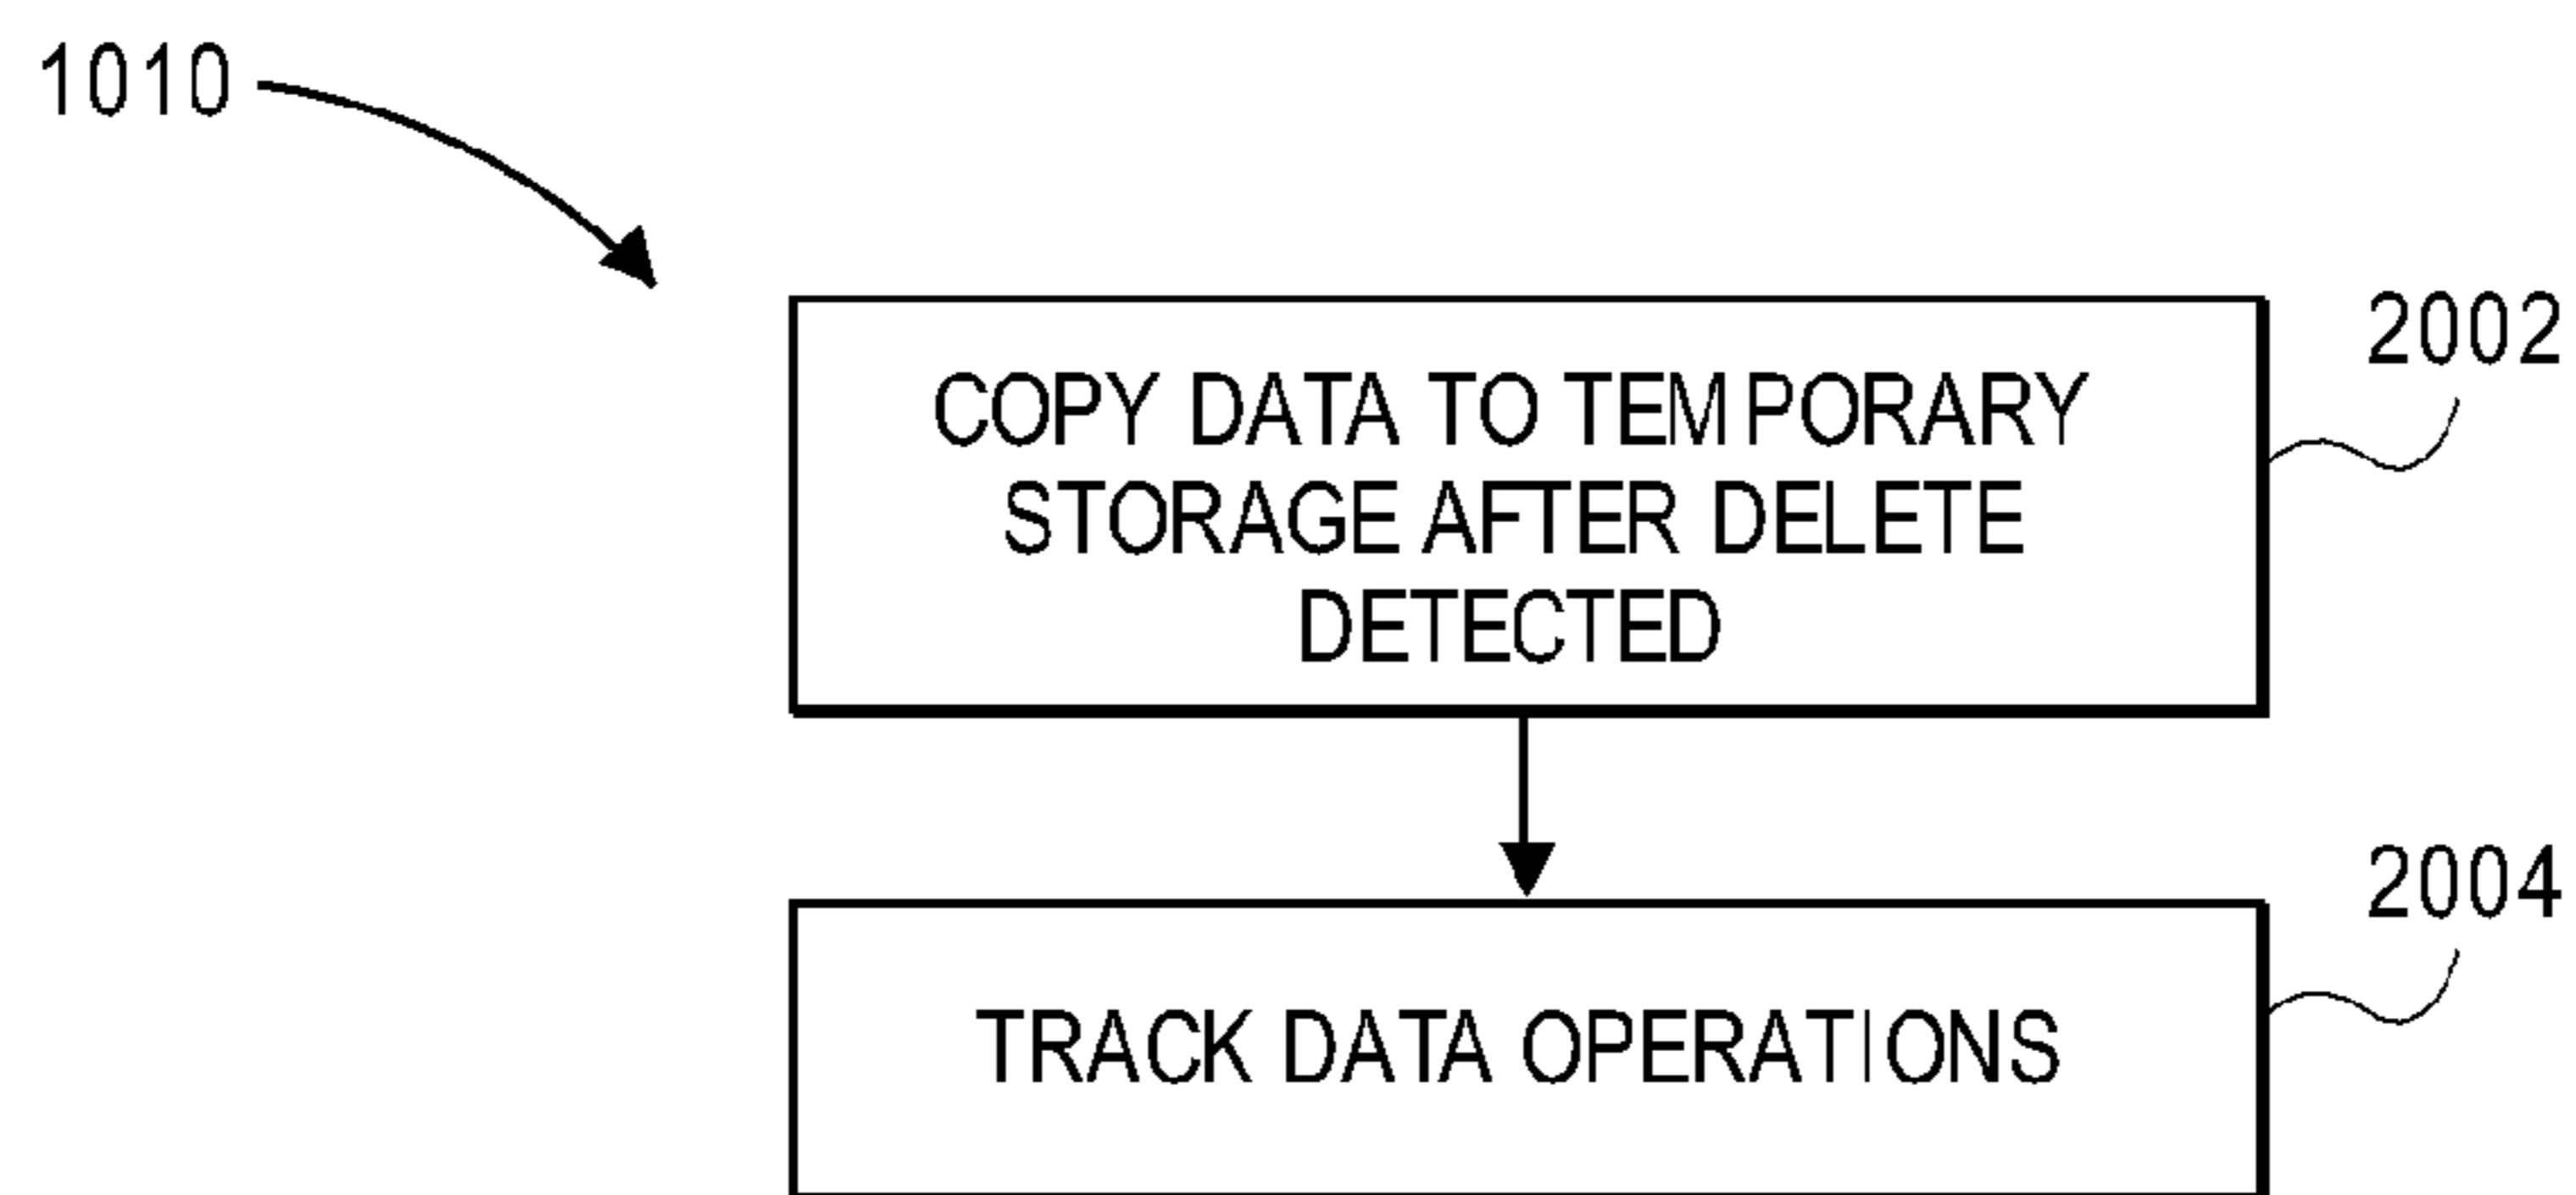 1010
2002
COPY DATA TO TEMPORARY
STORAGE AFTER DELETE
DETECTED
2004
TRACK DATA OPERATIONS